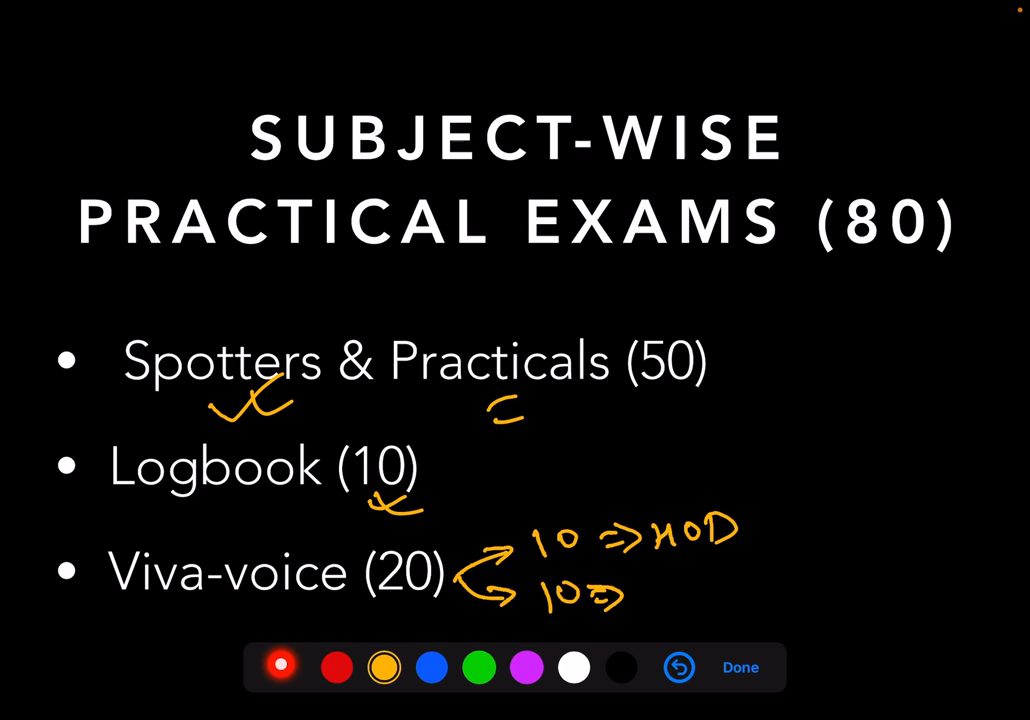 SUBJECT-WISE
PRACTICAL EXAMS (80)
• Spotters & Practicals (50)
• Logbook (10)
10 ⇒ HOD
• Viva-voice (20)
10 ⇒
Done